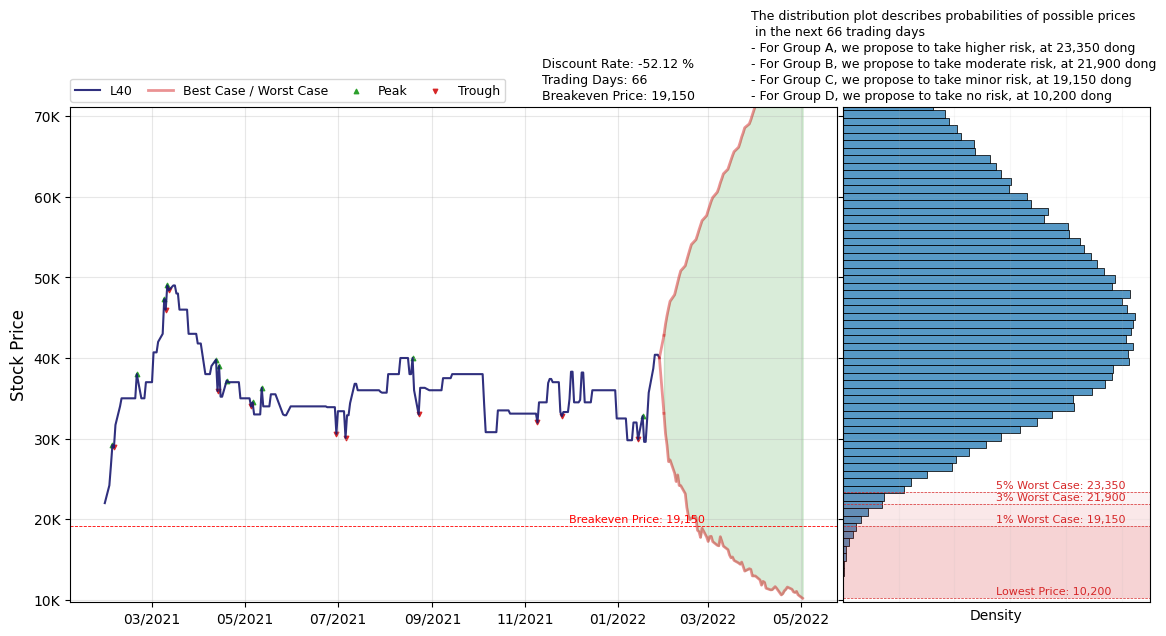 The distribution plot describes probabilities of possible prices
in the next 66 trading days
- For Group A, we propose to take higher risk, at 23,350 dong
- For Group B, we propose to take moderate risk, at 21,900 dong
- For Group C, we propose to take minor risk, at 19,150 dong
- For Group D, we propose to take no risk, at 10,200 dong
Discount Rate: -52.12 %
Trading Days: 66
Breakeven Price: 19,150
L40 Best Case / Worst Case Peak Trough
Stock Price
70K
60K
50K
40K
30K
20K
10K
Breakeven Price: 19,150
03/2021 05/2021 07/2021 09/2021 11/2021 01/2022 03/2022 05/2022
5% Worst Case: 23,350
3% Worst Case: 21,900
1% Worst Case: 19,150
Lowest Price: 10,200
Density